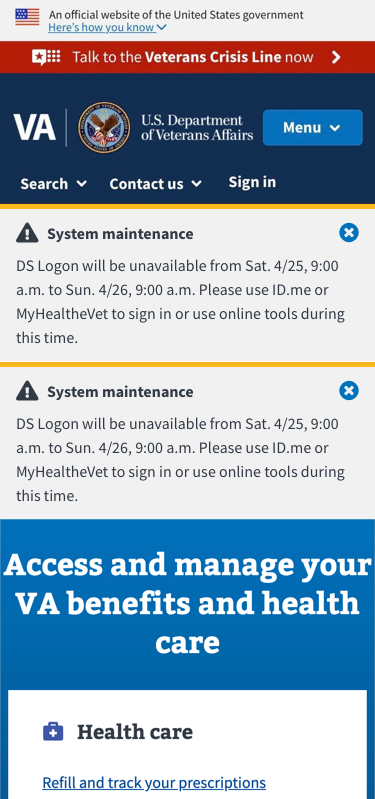 An official website of the United States government
Here's how you know
Talk to the Veterans Crisis Line now
VA
U.S. Department
of Veterans Affairs
Menu
Search
Contact us
Sign in
System maintenance
DS Logon will be unavailable from Sat. 4/25, 9:00
a.m. to Sun. 4/26, 9:00 a.m. Please use ID.me or
MyHealtheVet to sign in or use online tools during
this time.
System maintenance
DS Logon will be unavailable from Sat. 4/25, 9:00
a.m. to Sun. 4/26, 9:00 a.m. Please use ID.me or
MyHealtheVet to sign in or use online tools during
this time.
Access and manage your
VA benefits and health
care
Health care
Refill and track your prescriptions